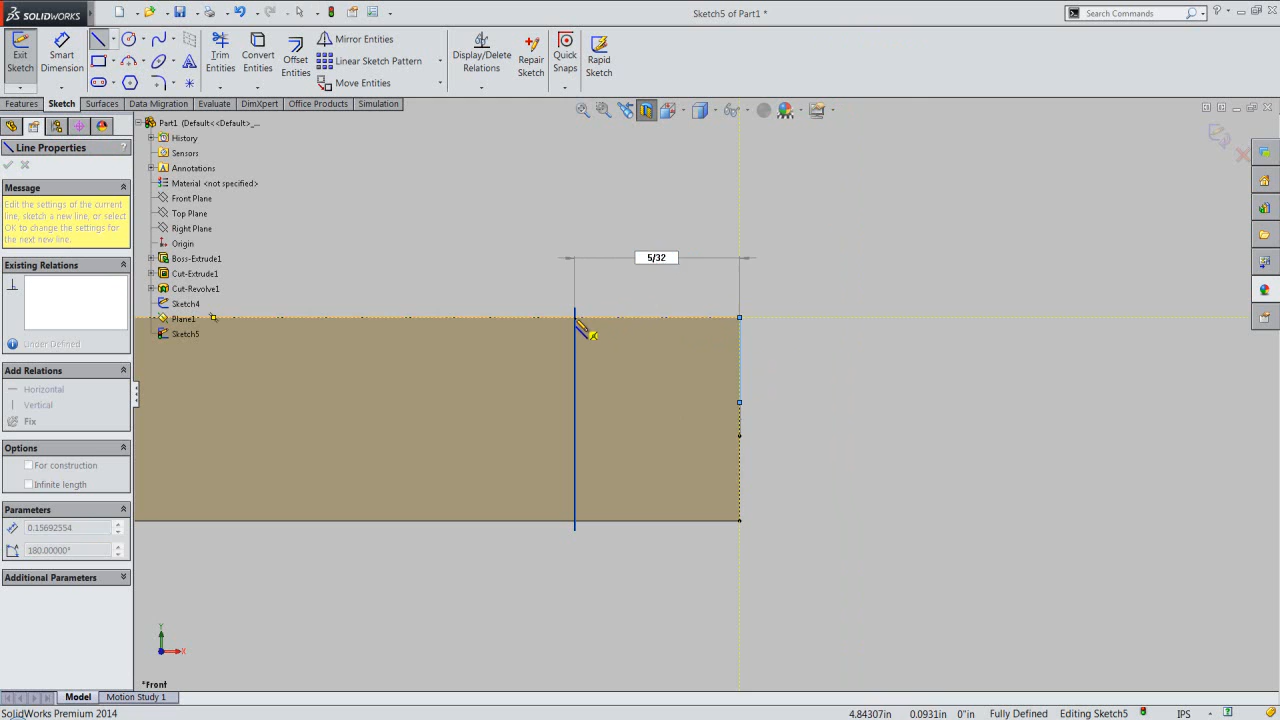 SOLIDWORKS
Sketch5 of Part1 *
Search Commands
Exit Sketch
Smart Dimension
Trim Entities
Convert Entities
Offset Entities
Mirror Entities
Linear Sketch Pattern
Move Entities
Display/Delete Relations
Repair Sketch
Quick Snaps
Rapid Sketch
Features
Sketch
Surfaces
Data Migration
Evaluate
DimXpert
Office Products
Simulation
Line Properties
?
Message
Edit the settings of the
current line, sketch a new line, or select
OK to change the settings for
the next new line.
Existing Relations
Under Defined
Add Relations
Horizontal
Vertical
Fix
Options
For construction
Infinite length
Parameters
0.15692554
180.00000°
Additional Parameters
Part1 (Default<<Default>_...
History
Sensors
Annotations
Material <not specified>
Front Plane
Top Plane
Right Plane
Origin
Boss-Extrude1
Cut-Extrude1
Cut-Revolve1
Sketch4
Plane1
Sketch5
5/32
Y
X
*Front
Model
Motion Study 1
SolidWorks Premium 2014
4.84307in
0.0931in
0"in
Fully Defined
Editing Sketch5
IPS